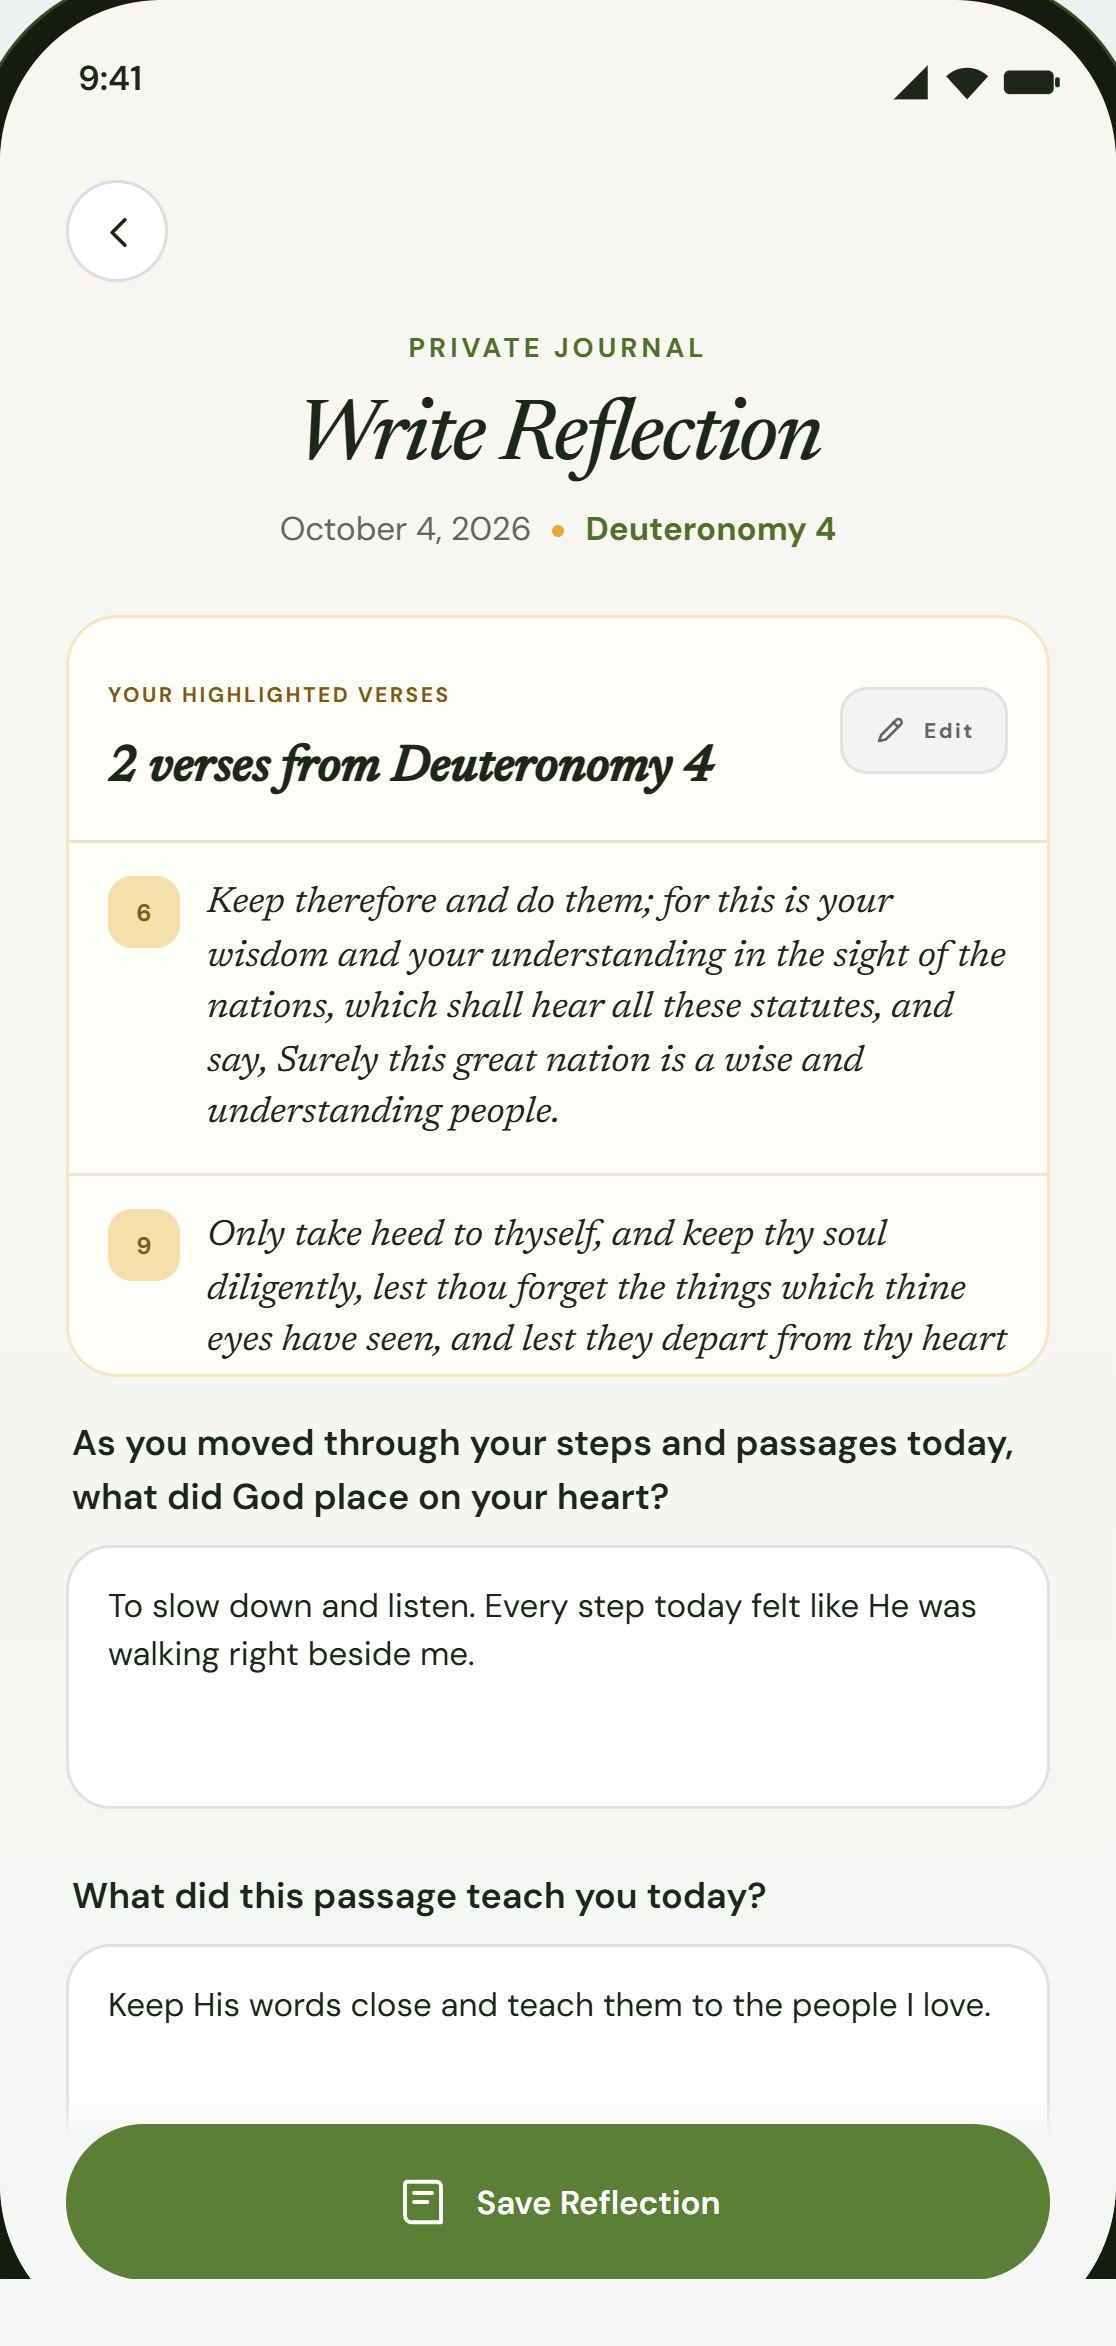 9:41
PRIVATE JOURNAL
Write Reflection
October 4, 2026 • Deuteronomy 4
YOUR HIGHLIGHTED VERSES
2 verses from Deuteronomy 4
Edit
6
Keep therefore and do them; for this is your
wisdom and your understanding in the sight of the
nations, which shall hear all these statutes, and
say, Surely this great nation is a wise and
understanding people.
9
Only take heed to thyself, and keep thy soul
diligently, lest thou forget the things which thine
eyes have seen, and lest they depart from thy heart
As you moved through your steps and passages today,
what did God place on your heart?
To slow down and listen. Every step today felt like He was
walking right beside me.
What did this passage teach you today?
Keep His words close and teach them to the people I love.
Save Reflection